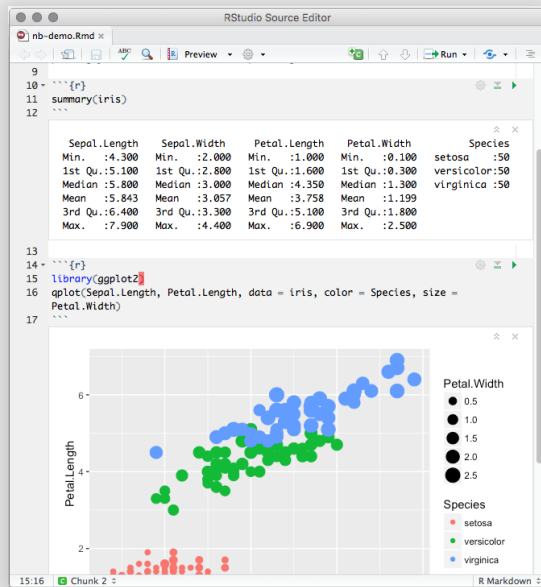 RStudio Source Editor
nb-demo.Rmd
ABC Preview Run
9
10 ```{r}
11 summary(iris)
12 ```
Sepal.Length Sepal.Width Petal.Length Petal.Width Species
Min. :4.300 Min. :2.000 Min. :1.000 Min. :0.100 setosa :50
1st Qu.:5.100 1st Qu.:2.800 1st Qu.:1.600 1st Qu.:0.300 versicolor:50
Median :5.800 Median :3.000 Median :4.350 Median :1.300 virginica :50
Mean :5.843 Mean :3.057 Mean :3.758 Mean :1.199
3rd Qu.:6.400 3rd Qu.:3.300 3rd Qu.:5.100 3rd Qu.:1.800
Max. :7.900 Max. :4.400 Max. :6.900 Max. :2.500
13
14 ```{r}
15 library(ggplot2)
16 qplot(Sepal.Length, Petal.Length, data = iris, color = Species, size =
Petal.Width)
17 ```
6
4
2
Petal.Length
Petal.Width
0.5
1.0
1.5
2.0
2.5
Species
setosa
versicolor
virginica
15:16 C Chunk 2 R Markdown